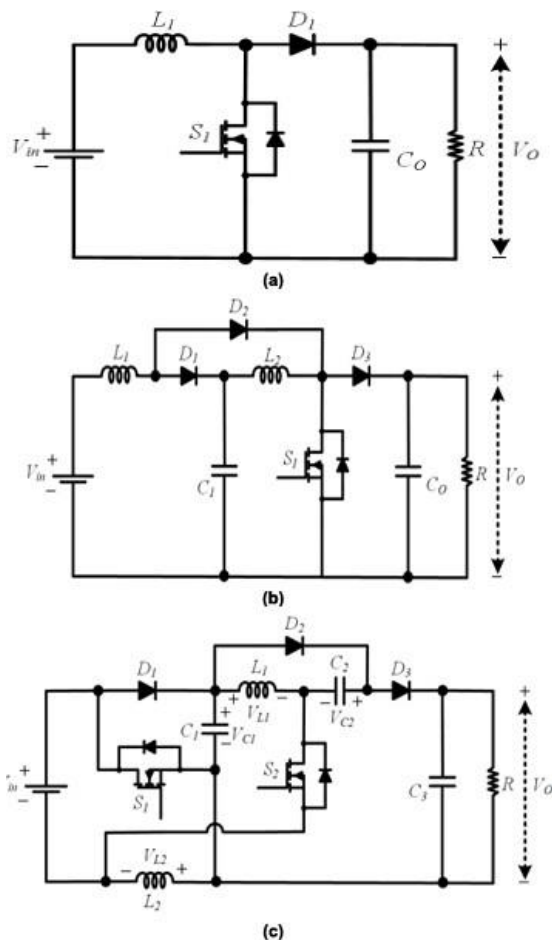 L1
D1
+
Vin
+
−
S1
CO
R
VO
−
(a)
D2
L1
D1
L2
D3
+
Vin
+
−
C1
S1
CO
R
VO
−
(b)
D2
D1
L1
C2
D3
+
−
−
+
+
VL1
VC2
+
C1
+
−
VC1
S1
S2
C3
R
VO
in
−
VL2
−
+
L2
−
(c)